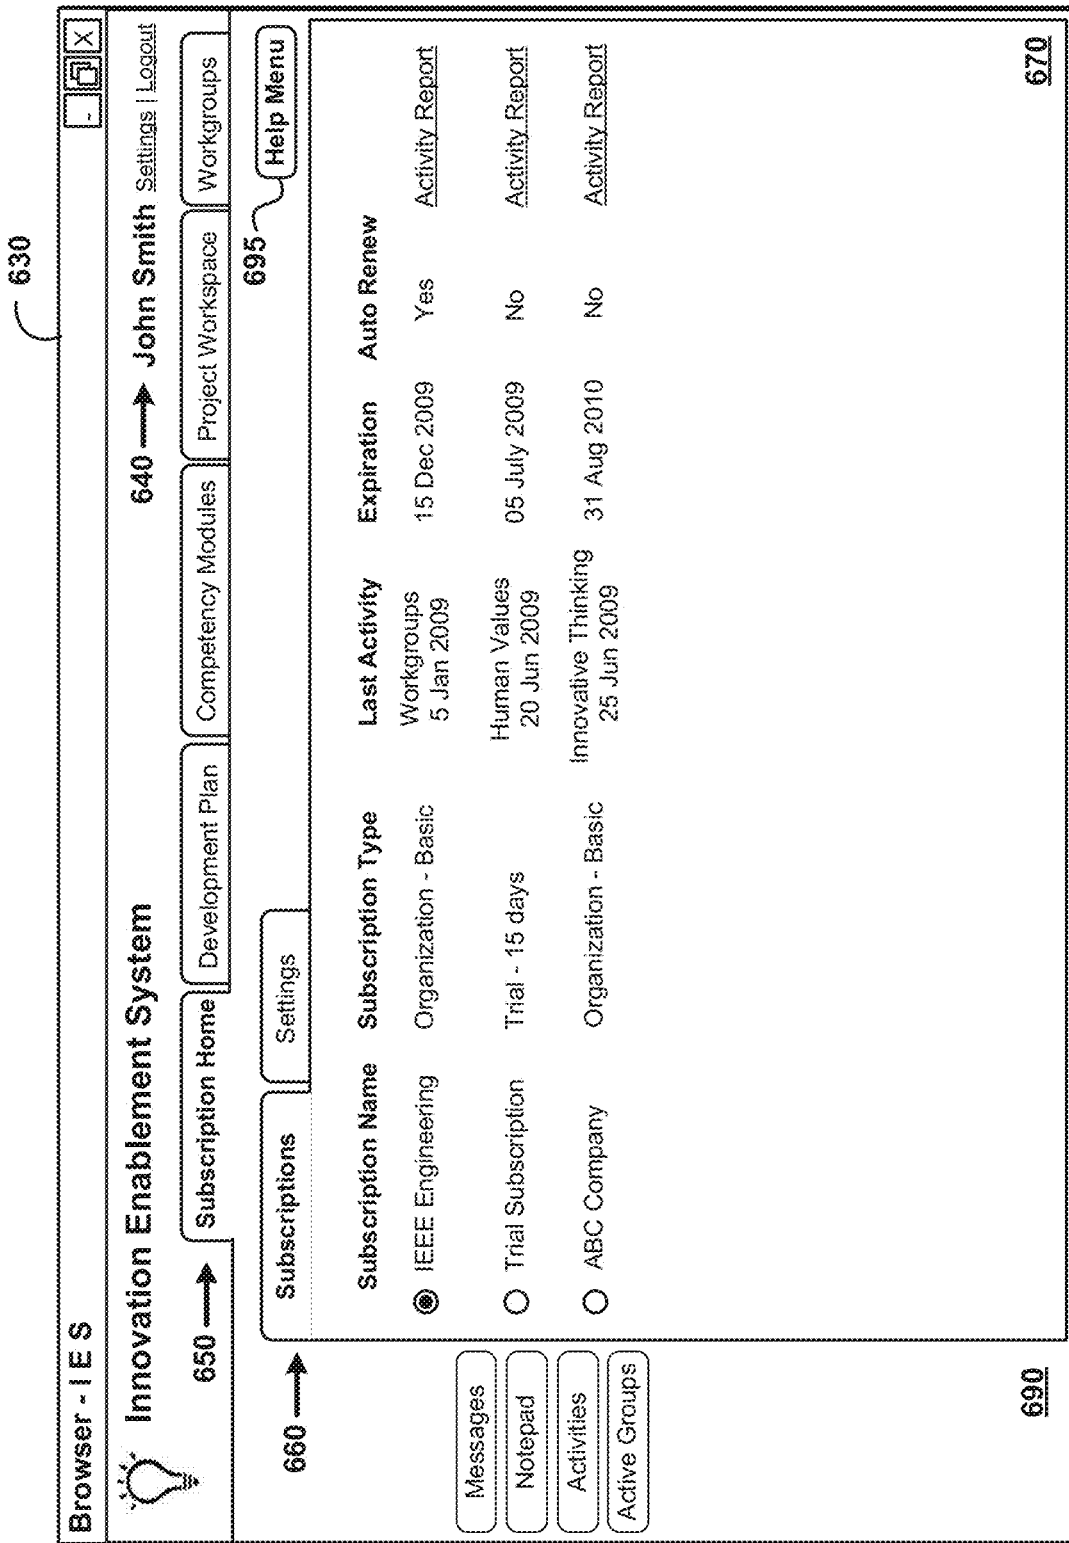 630
Browser - I E S
- X
Innovation Enablement System 640 John Smith Settings | Logout
650 Subscription Home Development Plan Competency Modules Project Workspace Workgroups
660 Subscriptions Settings 695 Help Menu
Subscription Name Subscription Type Last Activity Expiration Auto Renew
IEEE Engineering Organization - Basic Workgroups 15 Dec 2009 Yes Activity Report
5 Jan 2009
Trial Subscription Trial - 15 days Human Values 05 July 2009 No Activity Report
20 Jun 2009
ABC Company Organization - Basic Innovative Thinking 31 Aug 2010 No Activity Report
25 Jun 2009
Messages
Notepad
Activities
Active Groups
690 670